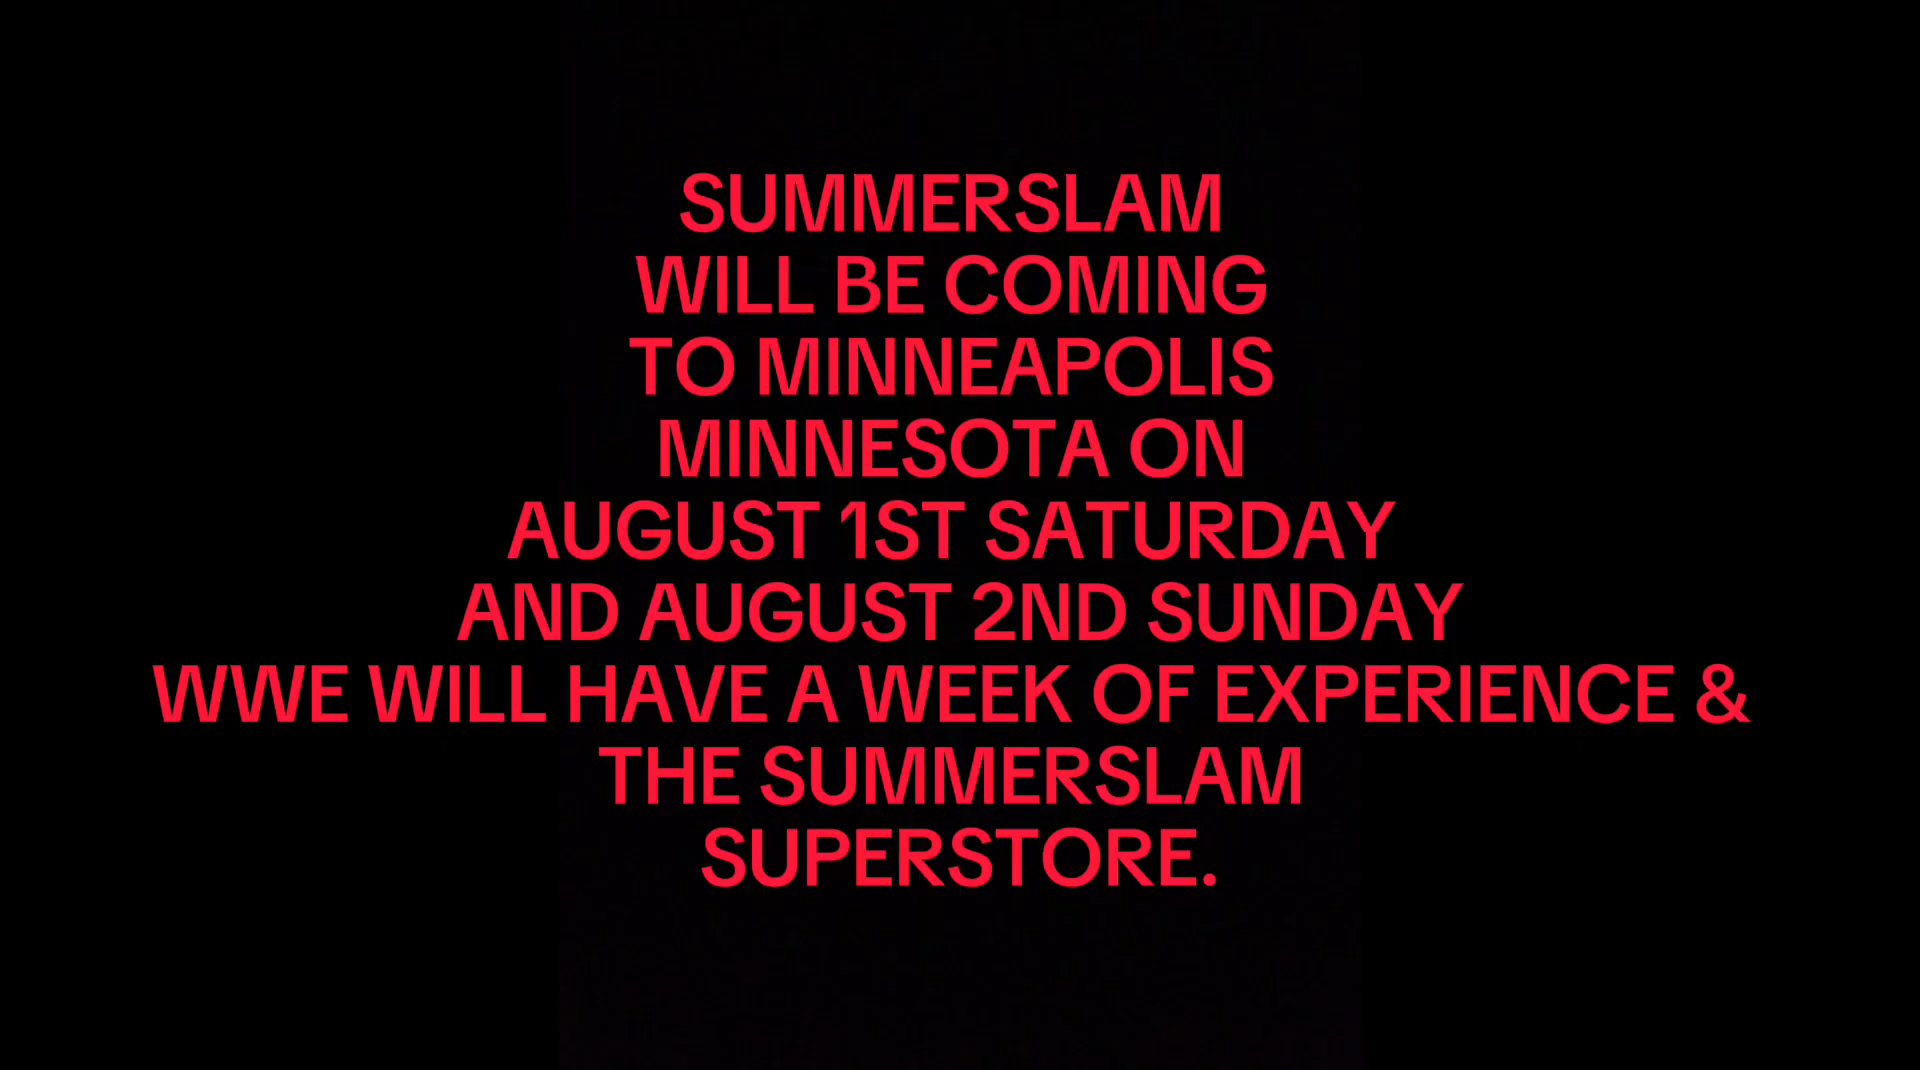 SUMMERSLAM
WILL BE COMING
TO MINNEAPOLIS
MINNESOTA ON
AUGUST 1ST SATURDAY
AND AUGUST 2ND SUNDAY
WWE WILL HAVE A WEEK OF EXPERIENCE &
THE SUMMERSLAM
SUPERSTORE.